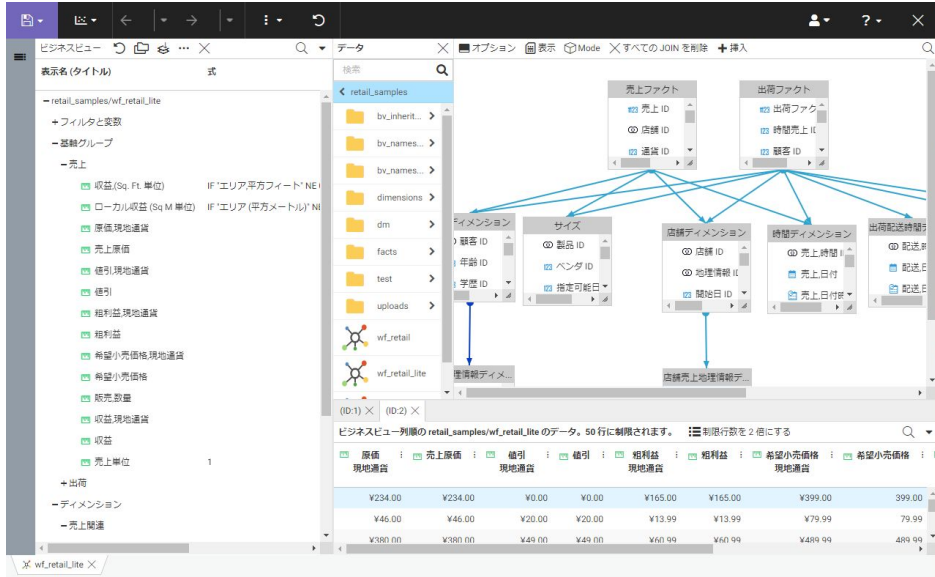 ビジネスビュー
表示名 (タイトル) 式
retail_samples/wf_retail_lite
フィルタと変数
基軸グループ
売上
収益,(Sq. Ft. 単位) IF 'エリア,平方フィート' NE
ローカル収益 (Sq M 単位) IF 'エリア (平方メートル)' NE
原価,現地通貨
売上原価
値引,現地通貨
値引
粗利益,現地通貨
粗利益
希望小売価格,現地通貨
希望小売価格
販売,数量
収益,現地通貨
収益
売上単位 1
出荷
ディメンション
売上関連
データ
検索
retail_samples
bv_inherit...
bv_names...
bv_names...
dimensions
dm
facts
test
uploads
wf_retail
wf_retail_lite
オプション 表示 Mode すべての JOIN を削除 挿入
売上ファクト
売上 ID
店舗 ID
通貨 ID
出荷ファクト
出荷ファク
時間売上 ID
顧客 ID
ィメンション
顧客 ID
年齢 ID
学歴 ID
サイズ
製品 ID
ベンダ ID
指定可能日
店舗ディメンション
店舗 ID
地理情報 ID
開始日 ID
時間ディメンション
売上,時間 I
売上,日付
売上,日付
出荷配送時間
配送,
配送,
配送,
理情報ディメ...
店舗売上地理情報デ...
(ID:1) (ID:2)
ビジネスビュー列順の retail_samples/wf_retail_lite のデータ。50 行に制限されます。 制限行数を 2 倍にする
原価 現地通貨 売上原価 値引 現地通貨 値引 粗利益 現地通貨 粗利益 希望小売価格 現地通貨 希望小売価格
¥234.00 ¥234.00 ¥0.00 ¥0.00 ¥165.00 ¥165.00 ¥399.00 399.00
¥46.00 ¥46.00 ¥20.00 ¥20.00 ¥13.99 ¥13.99 ¥79.99 79.99
¥380.00 ¥380.00 ¥49.00 ¥49.00 ¥60.99 ¥60.99 ¥489.99 489.99
wf_retail_lite